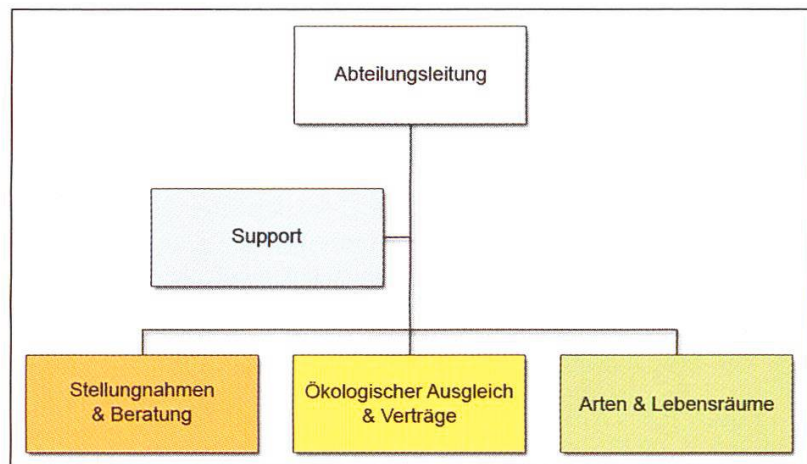 Abteilungsleitung
Support
Stellungnahmen
& Beratung
Ökologischer Ausgleich
& Verträge
Arten & Lebensräume